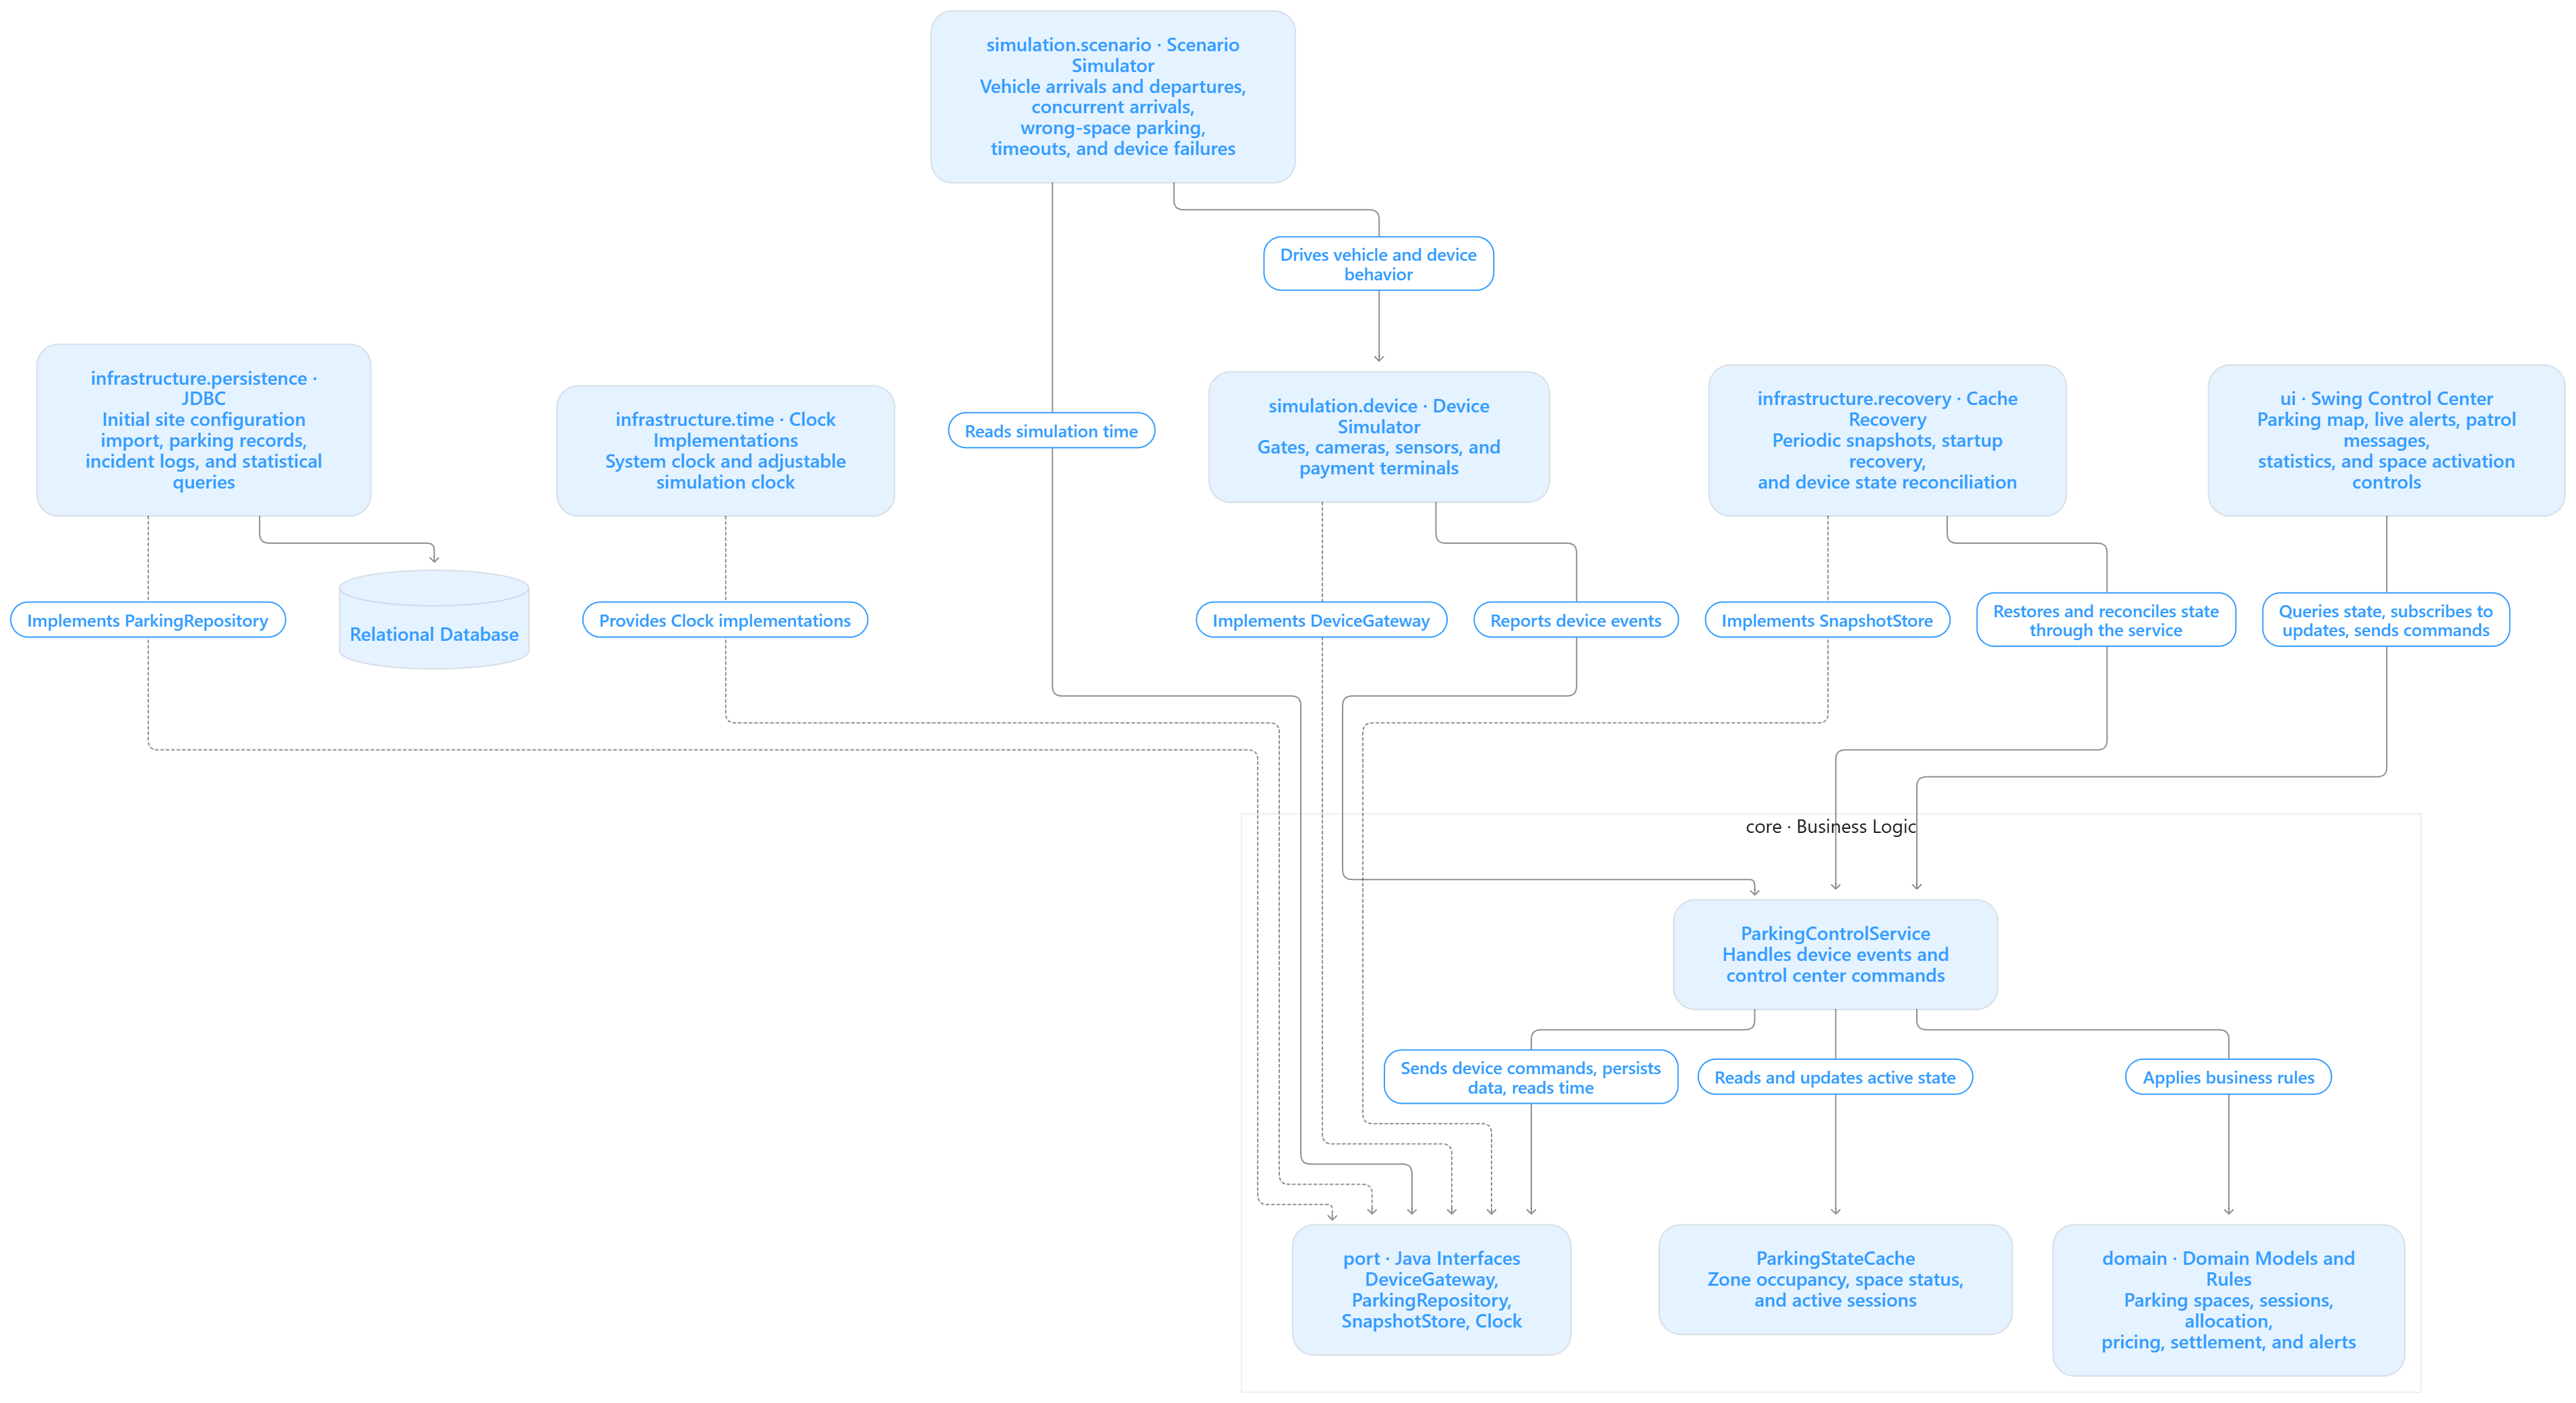 simulation.scenario · Scenario
Simulator
Vehicle arrivals and departures,
concurrent arrivals,
wrong-space parking,
timeouts, and device failures
Drives vehicle and device
behavior
infrastructure.persistence ·
JDBC
Initial site configuration
import, parking records,
incident logs, and statistical
queries
infrastructure.time · Clock
Implementations
System clock and adjustable
simulation clock
Reads simulation time
simulation.device · Device
Simulator
Gates, cameras, sensors, and
payment terminals
infrastructure.recovery · Cache
Recovery
Periodic snapshots, startup
recovery,
and device state reconciliation
ui · Swing Control Center
Parking map, live alerts, patrol
messages,
statistics, and space activation
controls
Implements ParkingRepository
Relational Database
Provides Clock implementations
Implements DeviceGateway
Reports device events
Implements SnapshotStore
Restores and reconciles state
through the service
Queries state, subscribes to
updates, sends commands
core · Business Logic
ParkingControlService
Handles device events and
control center commands
Sends device commands, persists
data, reads time
Reads and updates active state
Applies business rules
port · Java Interfaces
DeviceGateway,
ParkingRepository,
SnapshotStore, Clock
ParkingStateCache
Zone occupancy, space status,
and active sessions
domain · Domain Models and
Rules
Parking spaces, sessions,
allocation,
pricing, settlement, and alerts